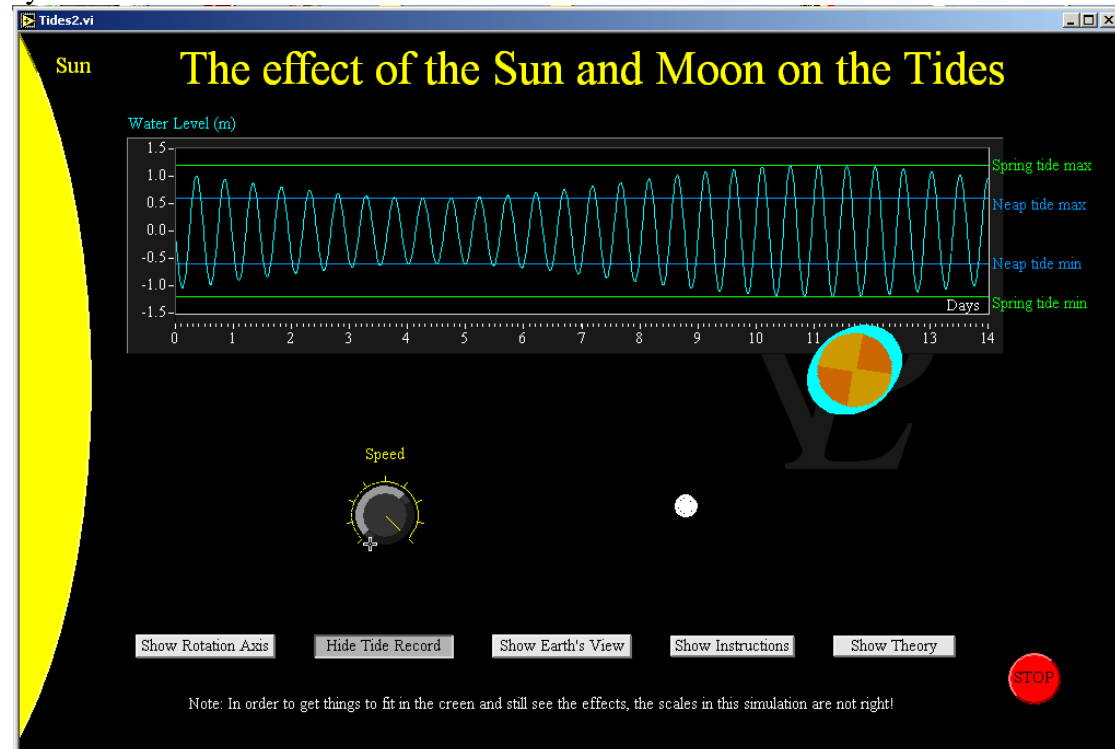 y
Tides2.vi
Sun
The effect of the Sun and Moon on the Tides
Water Level (m)
1.5
1.0
0.5
0.0
-0.5
-1.0
-1.5
Spring tide max
Neap tide max
Neap tide min
Spring tide min
Days
0 1 2 3 4 5 6 7 8 9 10 11 13 14
Speed
Show Rotation Axis Hide Tide Record Show Earth's View Show Instructions Show Theory
STOP
Note: In order to get things to fit in the creen and still see the effects, the scales in this simulation are not right!